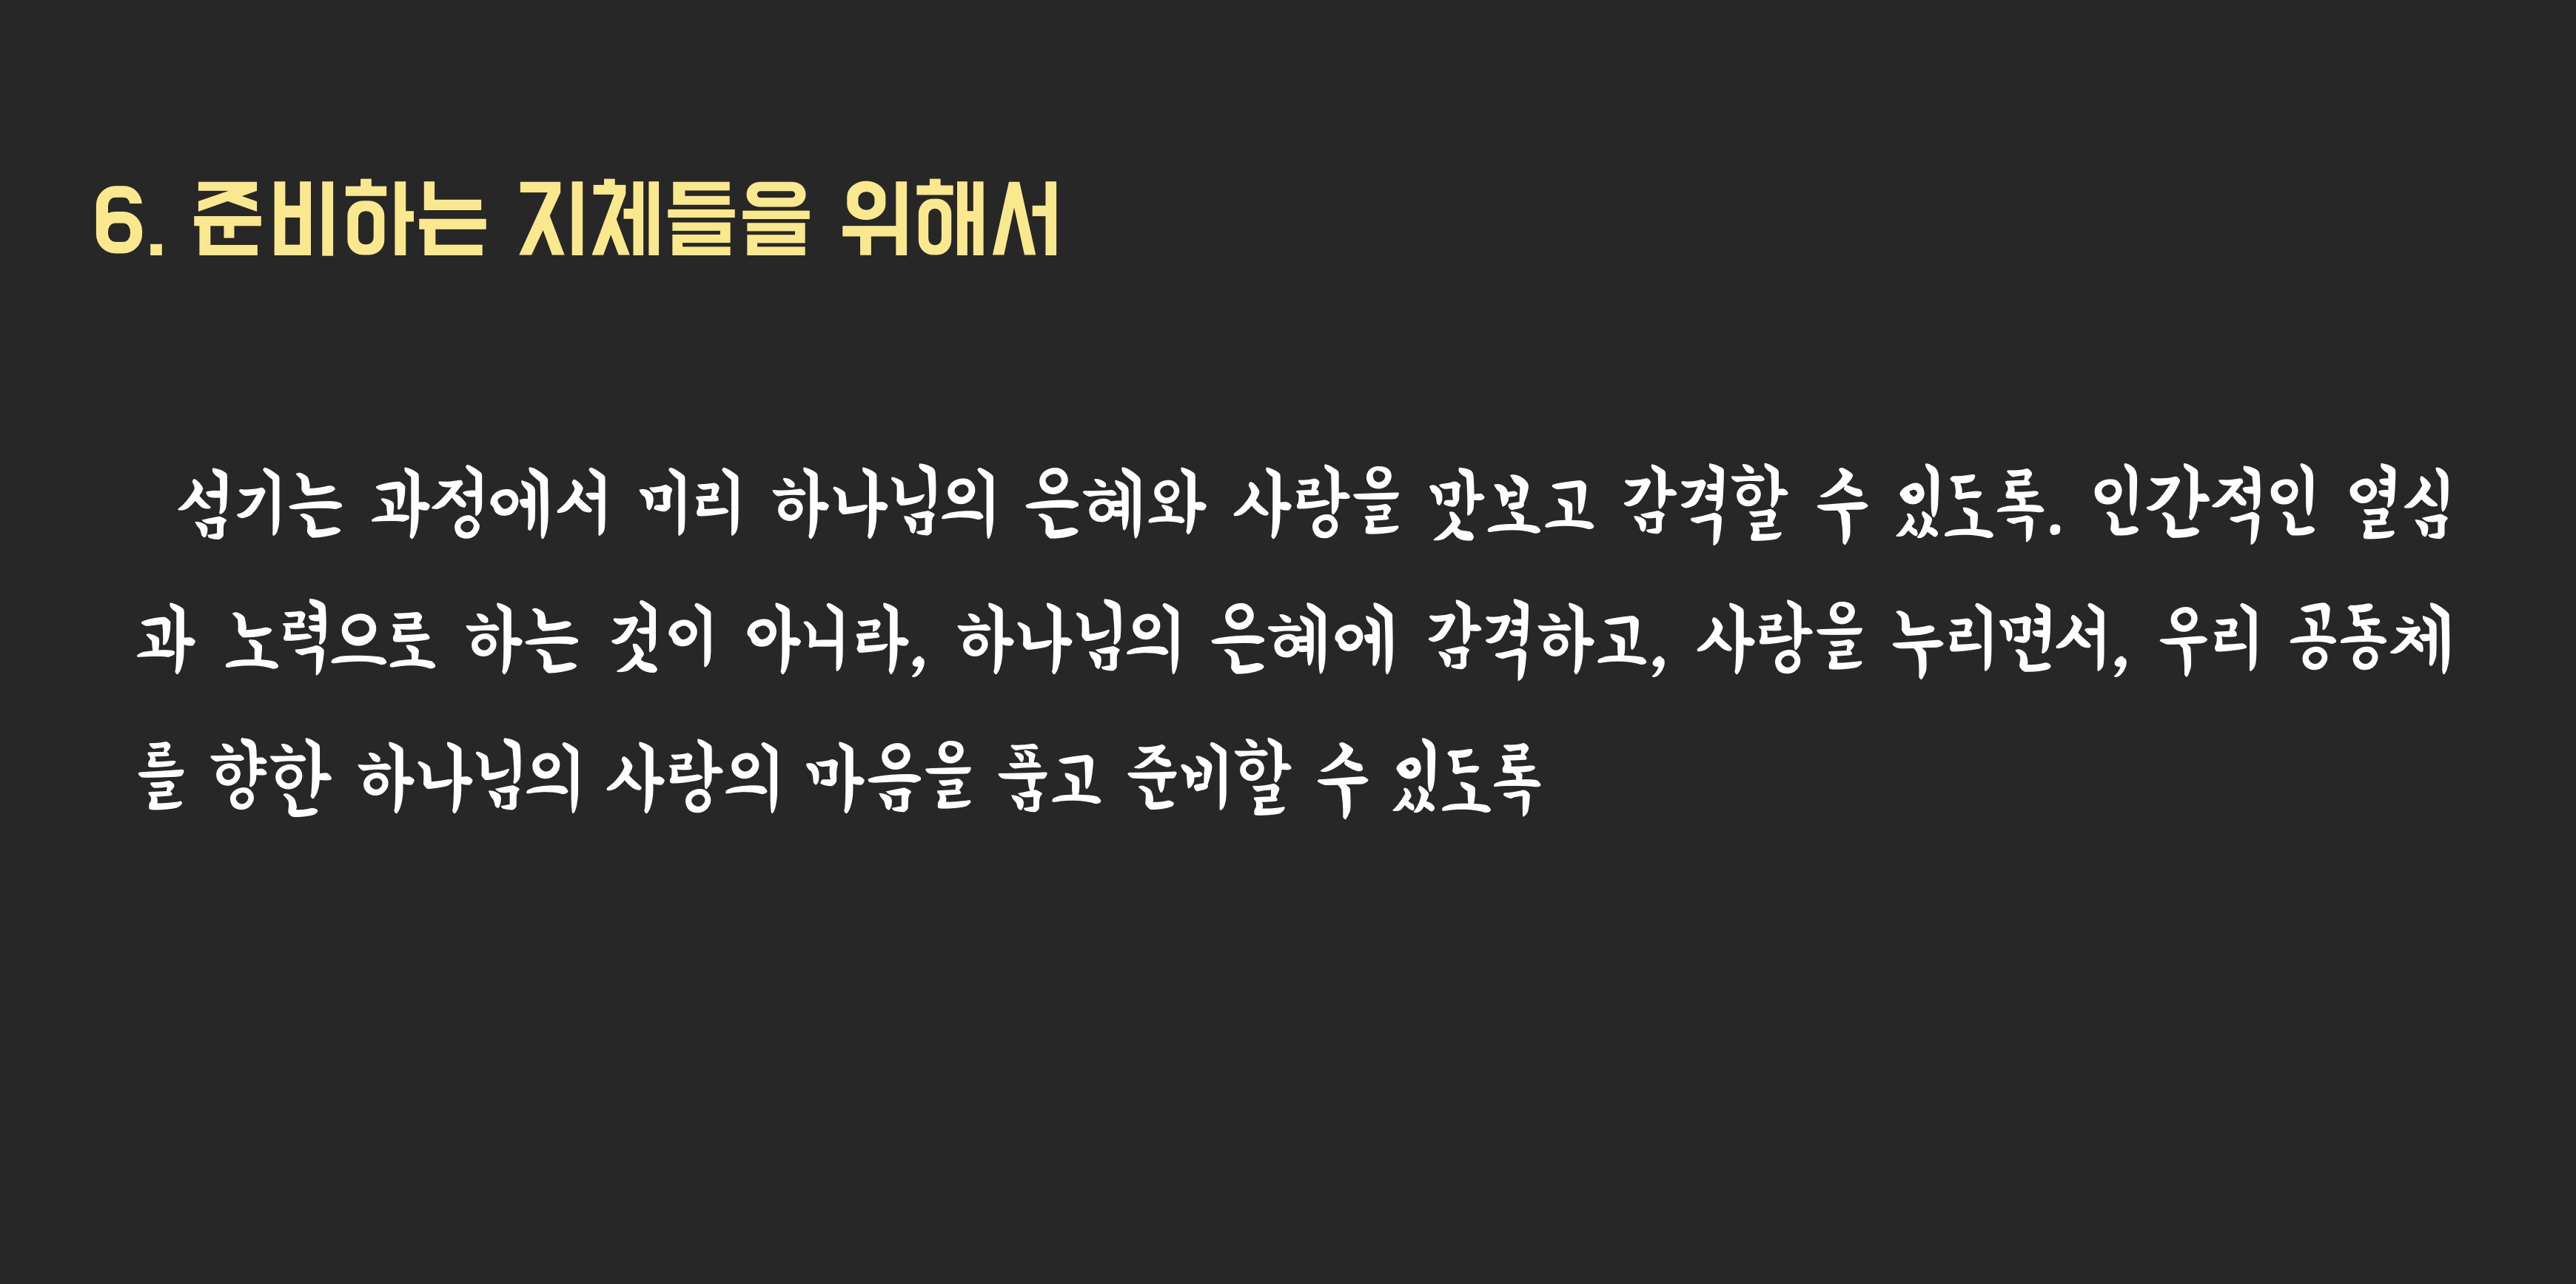 6. 준비하는 지체들을 위해서
섬기는 과정에서 미리 하나님의 은혜와 사랑을 맛보고 감격할 수 있도록. 인간적인 열심
과 노력으로 하는 것이 아니라, 하나님의 은혜에 감격하고, 사랑을 누리면서, 우리 공동체
를 향한 하나님의 사랑의 마음을 품고 준비할 수 있도록